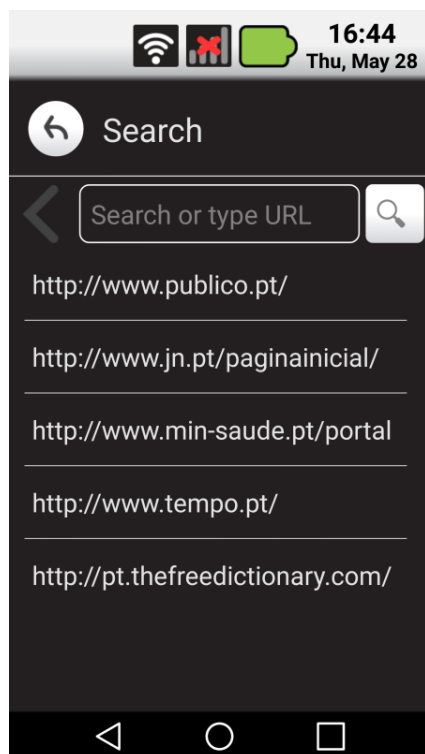 16:44
Thu, May 28
Search
Search or type URL
http://www.publico.pt/
http://www.jn.pt/paginainicial/
http://www.min-saude.pt/portal
http://www.tempo.pt/
http://pt.thefreedictionary.com/